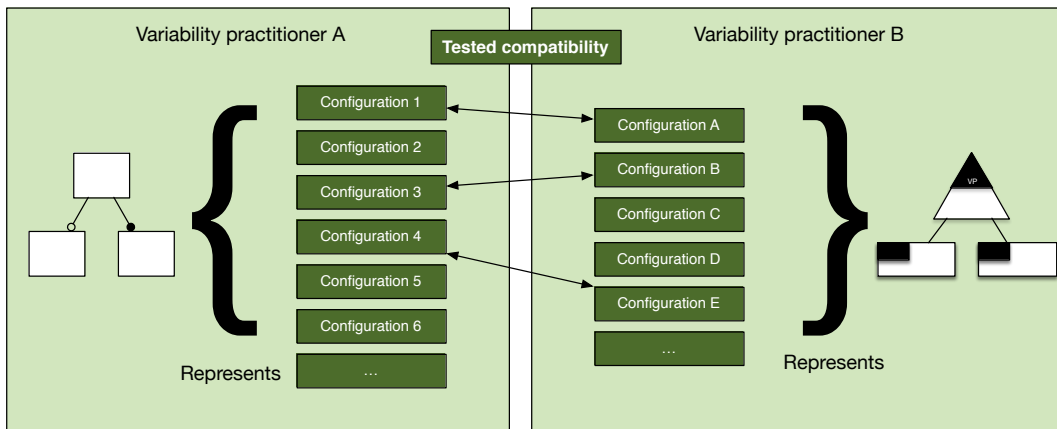 Variability practitioner A
Tested compatibility
Variability practitioner B
Configuration 1
Configuration 2
Configuration 3
Configuration 4
Configuration 5
Configuration 6
...
Represents
Configuration A
Configuration B
Configuration C
Configuration D
Configuration E
...
Represents
VP